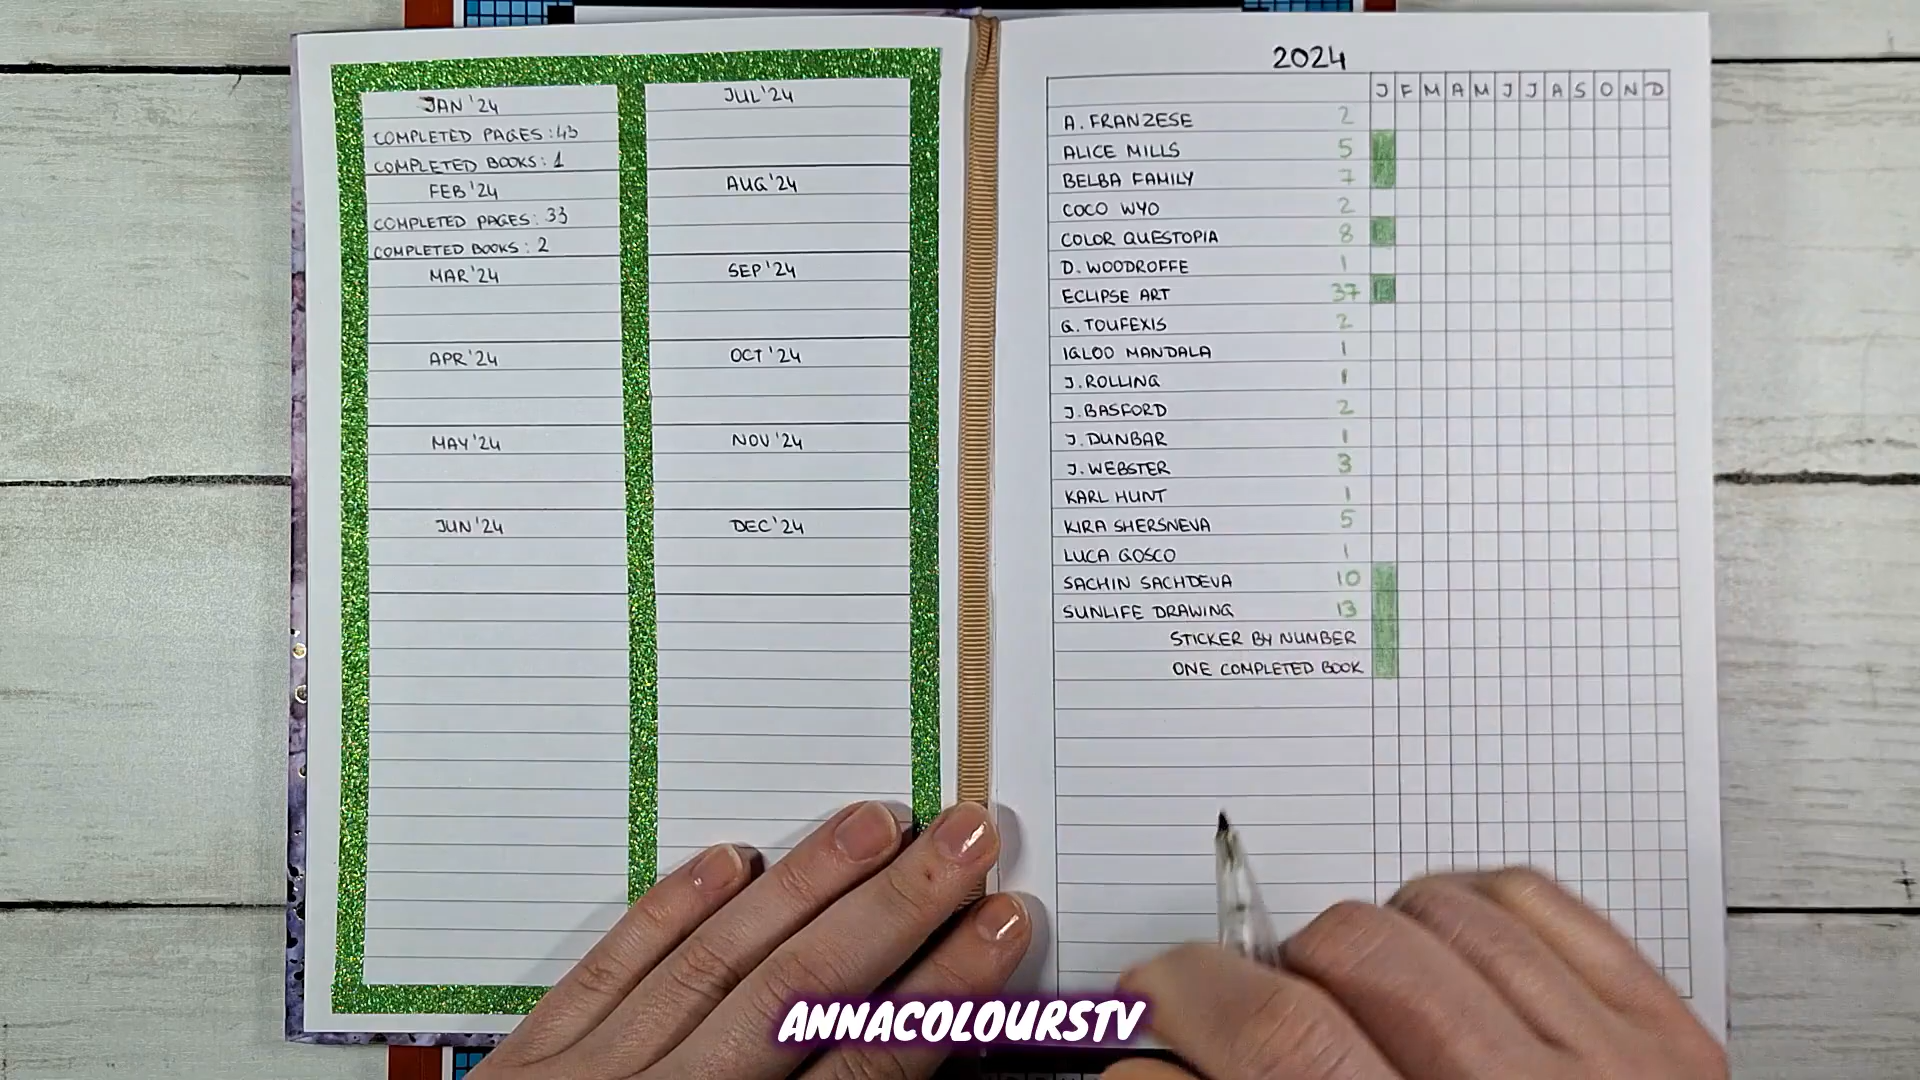 JAN '24
COMPLETED PAGES: 43
COMPLETED BOOKS: 1
FEB '24
COMPLETED PAGES: 33
COMPLETED BOOKS: 2
MAR '24
APR '24
MAY '24
JUN '24
JUL '24
AUG '24
SEP '24
OCT '24
NOV '24
DEC '24
2024
J F M A M J J A S O N D
A. FRANZESE 2
ALICE MILLS 5
BELBA FAMILY 7
COCO WYO 2
COLOR QUESTOPIA 8
D. WOODROFFE 1
ECLIPSE ART 37
G. TOUFEXIS 2
IGLOO MANDALA 1
J. ROLLING 1
J. BASFORD 2
J. DUNBAR 1
J. WEBSTER 3
KARL HUNT 1
KIRA SHERSNEVA 5
LUCA GOSCO 1
SACHIN SACHDEVA 10
SUNLIFE DRAWING 13
STICKER BY NUMBER
ONE COMPLETED BOOK
ANNACOLOURSTV